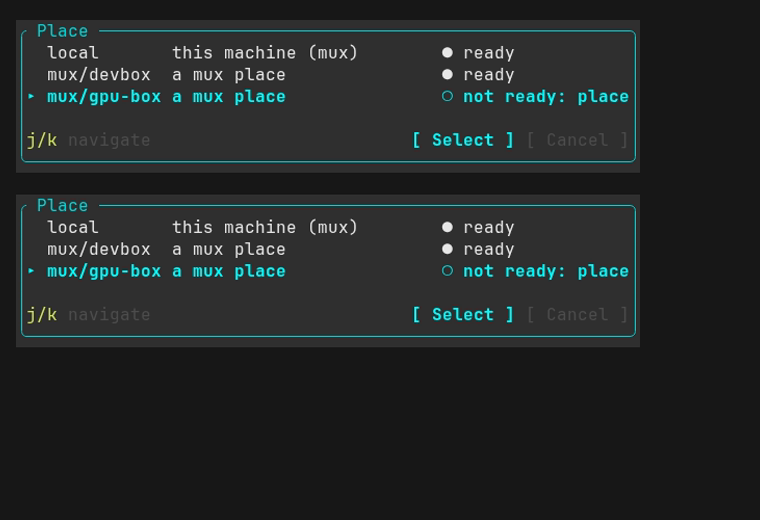 Place
local this machine (mux) ● ready
mux/devbox a mux place ● ready
▸ mux/gpu-box a mux place ○ not ready: place
j/k navigate [ Select ] [ Cancel ]
Place
local this machine (mux) ● ready
mux/devbox a mux place ● ready
▸ mux/gpu-box a mux place ○ not ready: place
j/k navigate [ Select ] [ Cancel ]